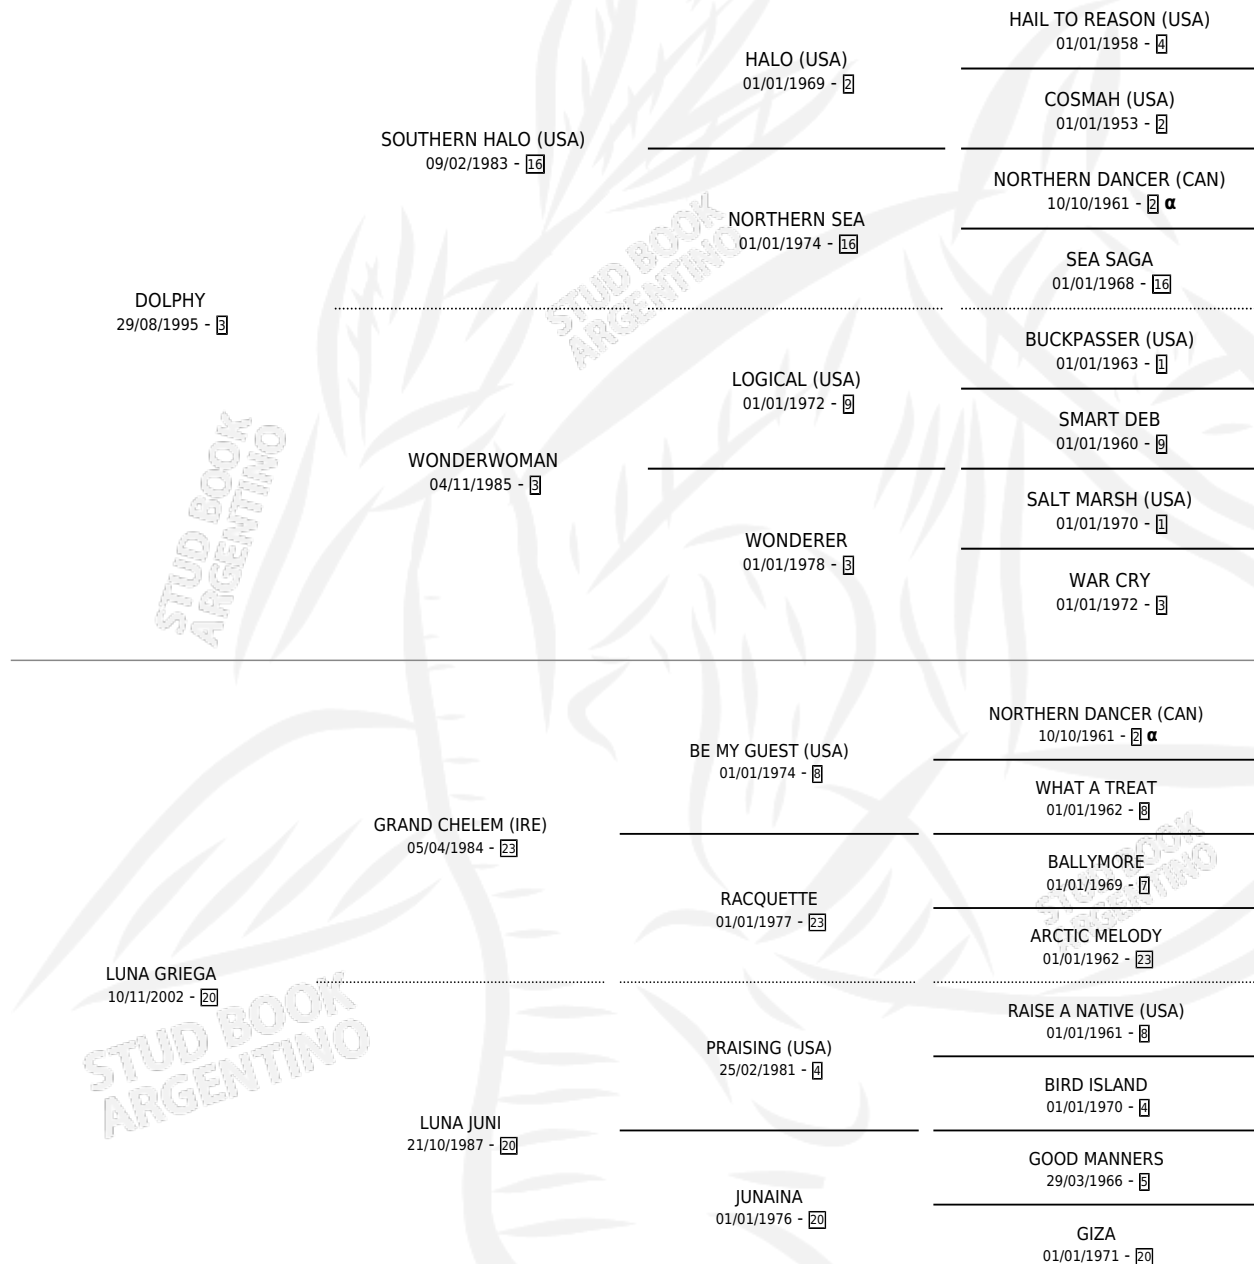 HAIL TO REASON (USA)
01/01/1958 - 4
HALO (USA)
01/01/1969 - 2
COSMAH (USA)
01/01/1953 - 2
SOUTHERN HALO (USA)
09/02/1983 - 16
NORTHERN DANCER (CAN)
10/10/1961 - 2 α
NORTHERN SEA
01/01/1974 - 16
SEA SAGA
01/01/1968 - 16
DOLPHY
29/08/1995 - 3
BUCKPASSER (USA)
01/01/1963 - 1
LOGICAL (USA)
01/01/1972 - 9
SMART DEB
01/01/1960 - 9
WONDERWOMAN
04/11/1985 - 3
SALT MARSH (USA)
01/01/1970 - 1
WONDERER
01/01/1978 - 3
WAR CRY
01/01/1972 - 3
NORTHERN DANCER (CAN)
10/10/1961 - 2 α
BE MY GUEST (USA)
01/01/1974 - 8
WHAT A TREAT
01/01/1962 - 8
GRAND CHELEM (IRE)
05/04/1984 - 23
BALLYMORE
01/01/1969 - 7
RACQUETTE
01/01/1977 - 23
ARCTIC MELODY
01/01/1962 - 23
LUNA GRIEGA
10/11/2002 - 20
RAISE A NATIVE (USA)
01/01/1961 - 8
PRAISING (USA)
25/02/1981 - 4
BIRD ISLAND
01/01/1970 - 4
LUNA JUNI
21/10/1987 - 20
GOOD MANNERS
29/03/1966 - 5
JUNAINA
01/01/1976 - 20
GIZA
01/01/1971 - 20
STUD BOOK
ARGENTINO
STUD BOOK
ARGENTINO
STUD BOOK
ARGENTINO
STUD BOOK
ARGENTINO